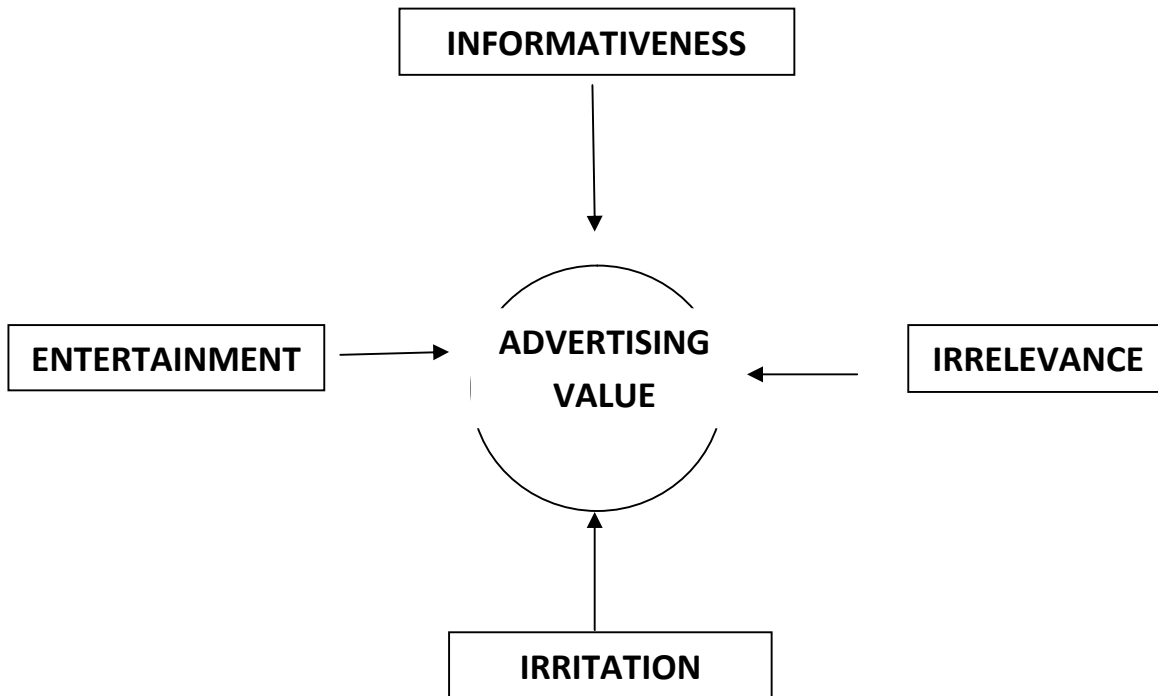 INFORMATIVENESS
ENTERTAINMENT
ADVERTISING
VALUE
IRRELEVANCE
IRRITATION